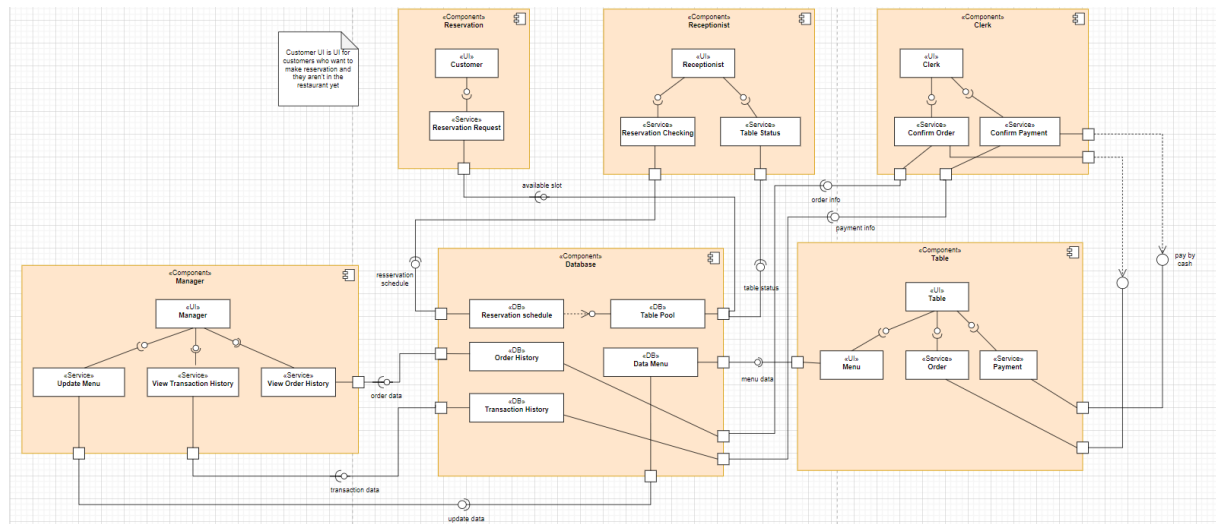 «Component»
Reservation
«UI»
Customer
«Service»
Reservation Request
Customer UI is UI for
customers who want to
make reservation and
they aren't in the
restaurant yet
«Component»
Receptionist
«UI»
Receptionist
«Service»
Reservation Checking
«Service»
Table Status
«Component»
Clerk
«UI»
Clerk
«Service»
Confirm Order
«Service»
Confirm Payment
available slot
order info
payment info
resservation
schedule
table status
pay by
cash
«Component»
Manager
«UI»
Manager
«Service»
Update Menu
«Service»
View Transaction History
«Service»
View Order History
order data
transaction data
update data
«Component»
Database
«DB»
Reservation schedule
«DB»
Table Pool
«DB»
Order History
«DB»
Data Menu
«DB»
Transaction History
menu data
«Component»
Table
«UI»
Table
«UI»
Menu
«Service»
Order
«Service»
Payment